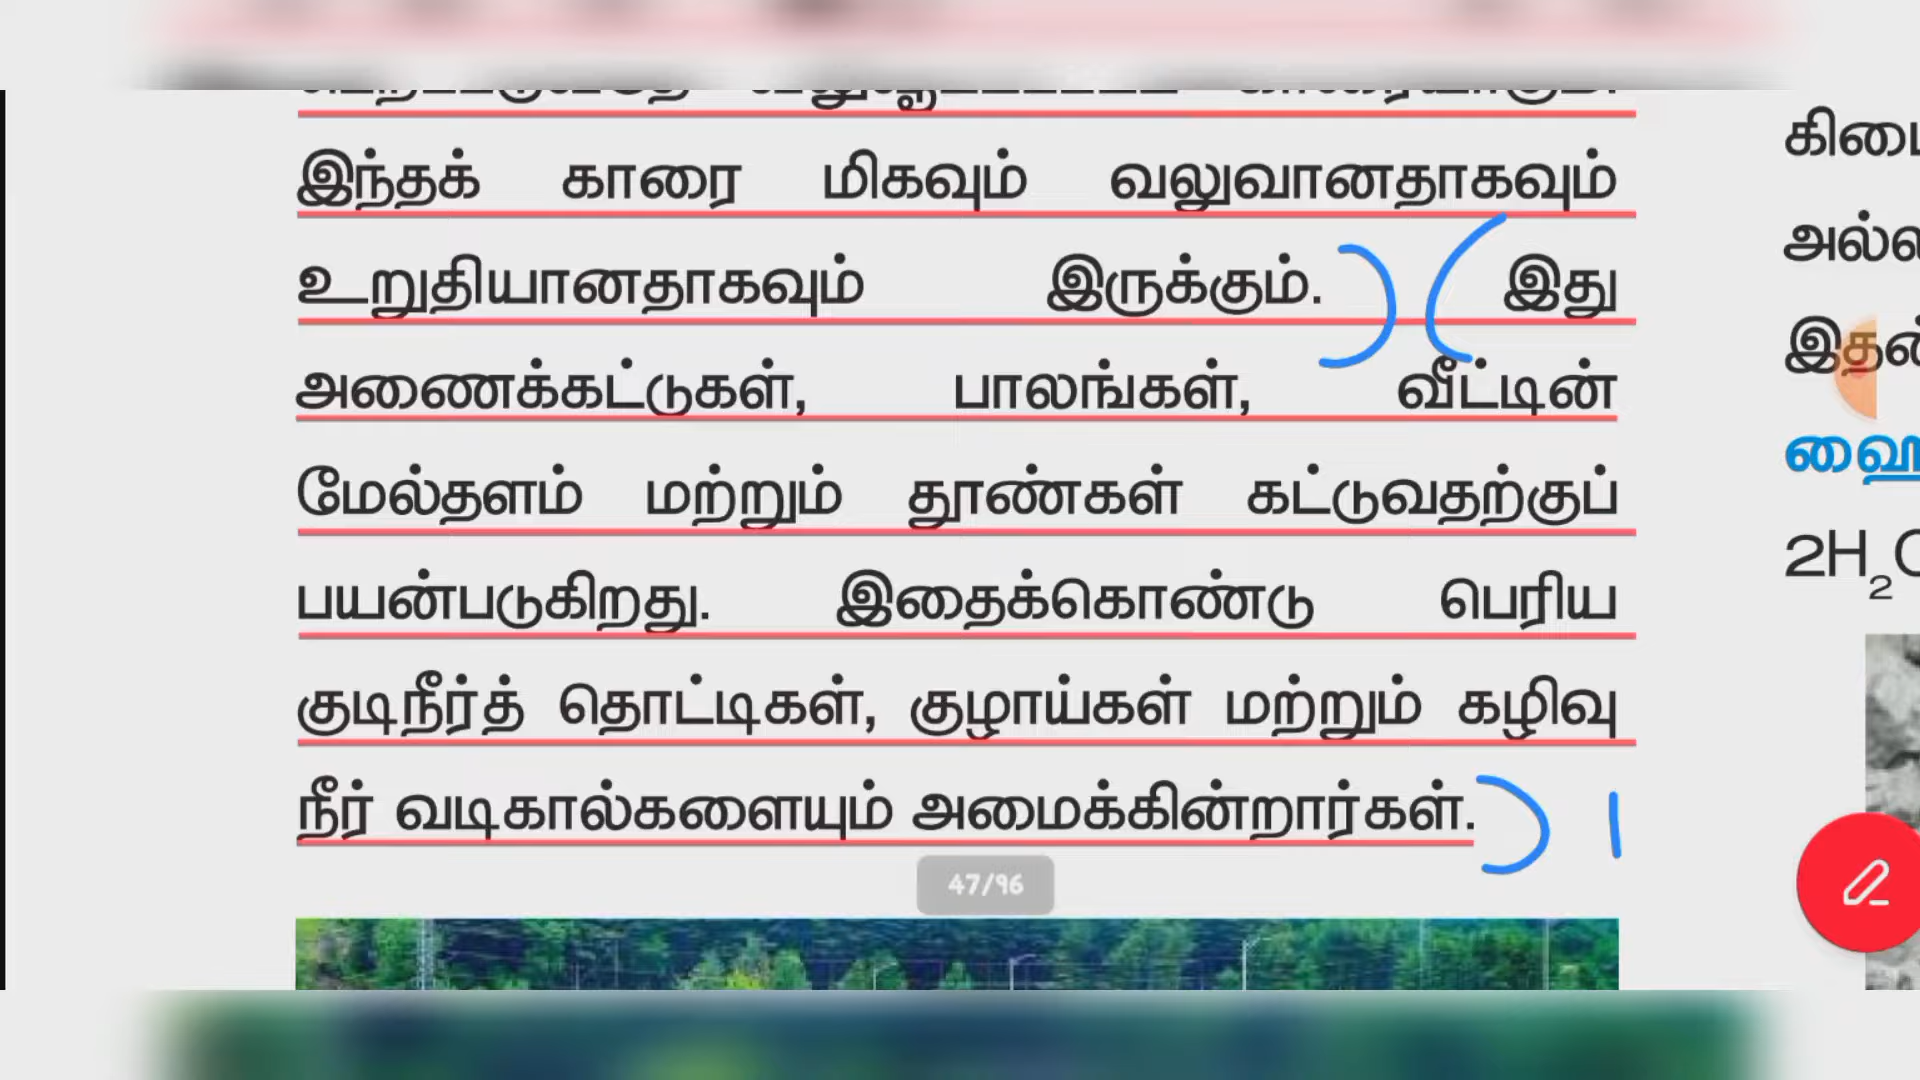 இந்தக் காரை மிகவும் வலுவானதாகவும்
உறுதியானதாகவும் இருக்கும். இது
அணைக்கட்டுகள், பாலங்கள், வீட்டின்
மேல்தளம் மற்றும் தூண்கள் கட்டுவதற்குப்
பயன்படுகிறது. இதைக்கொண்டு பெரிய
குடிநீர்த் தொட்டிகள், குழாய்கள் மற்றும் கழிவு
நீர் வடிகால்களையும் அமைக்கின்றார்கள்.
47/96